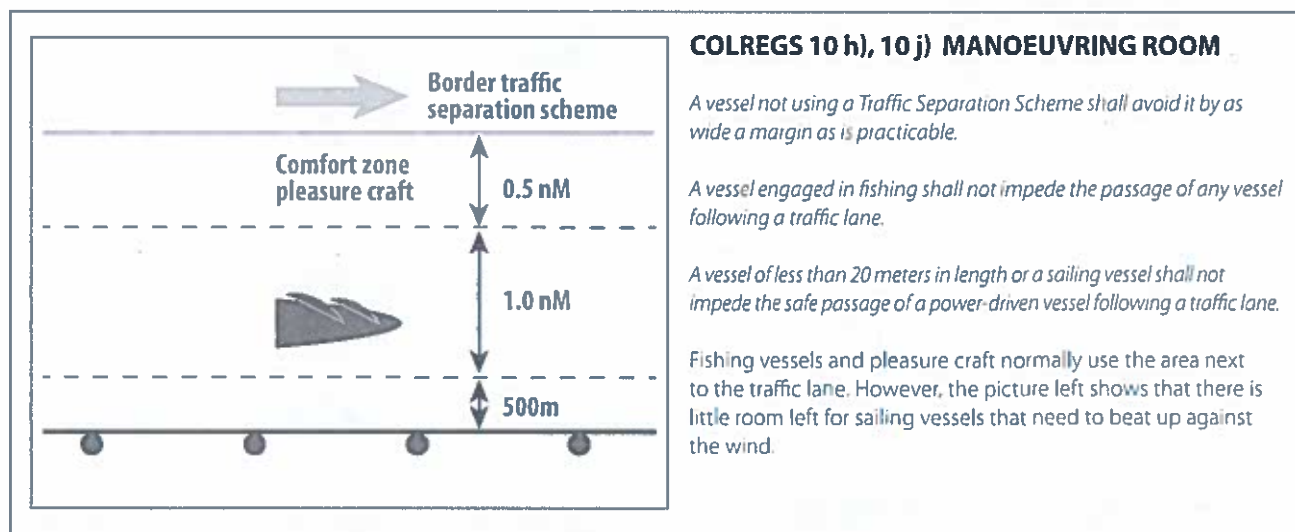 Border traffic
separation scheme
Comfort zone
pleasure craft
0.5 nM
1.0 nM
500m
COLREGS 10 h), 10 j) MANOEUVRING ROOM
A vessel not using a Traffic Separation Scheme shall avoid it by as
wide a margin as is practicable.
A vessel engaged in fishing shall not impede the passage of any vessel
following a traffic lane.
A vessel of less than 20 meters in length or a sailing vessel shall not
impede the safe passage of a power-driven vessel following a traffic lane.
Fishing vessels and pleasure craft normally use the area next
to the traffic lane. However, the picture left shows that there is
little room left for sailing vessels that need to beat up against
the wind.